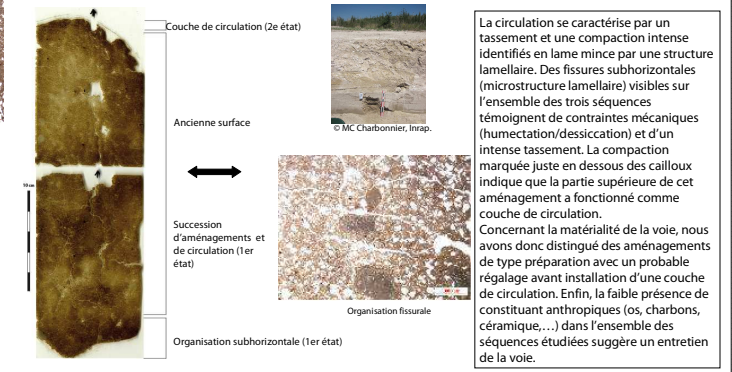 Couche de circulation (2e état)
Ancienne surface
Succession
d’aménagements et
de circulation (1er
état)
Organisation subhorizontale (1er état)
© MC Charbonnier, Inrap.
Organisation fissurale
La circulation se caractérise par un
tassement et une compaction intense
identifiés en lame mince par une structure
lamellaire. Des fissures subhorizontales
(microstructure lamellaire) visibles sur
l’ensemble des trois séquences
témoignent de contraintes mécaniques
(humectation/dessiccation) et d’un
intense tassement. La compaction
marquée juste en dessous des cailloux
indique que la partie supérieure de cet
aménagement a fonctionné comme
couche de circulation.
Concernant la matérialité de la voie, nous
avons donc distingué des aménagements
de type préparation avec un probable
régalage avant installation d’une couche
de circulation. Enfin, la faible présence de
constituant anthropiques (os, charbons,
céramique,…) dans l’ensemble des
séquences étudiées suggère un entretien
de la voie.